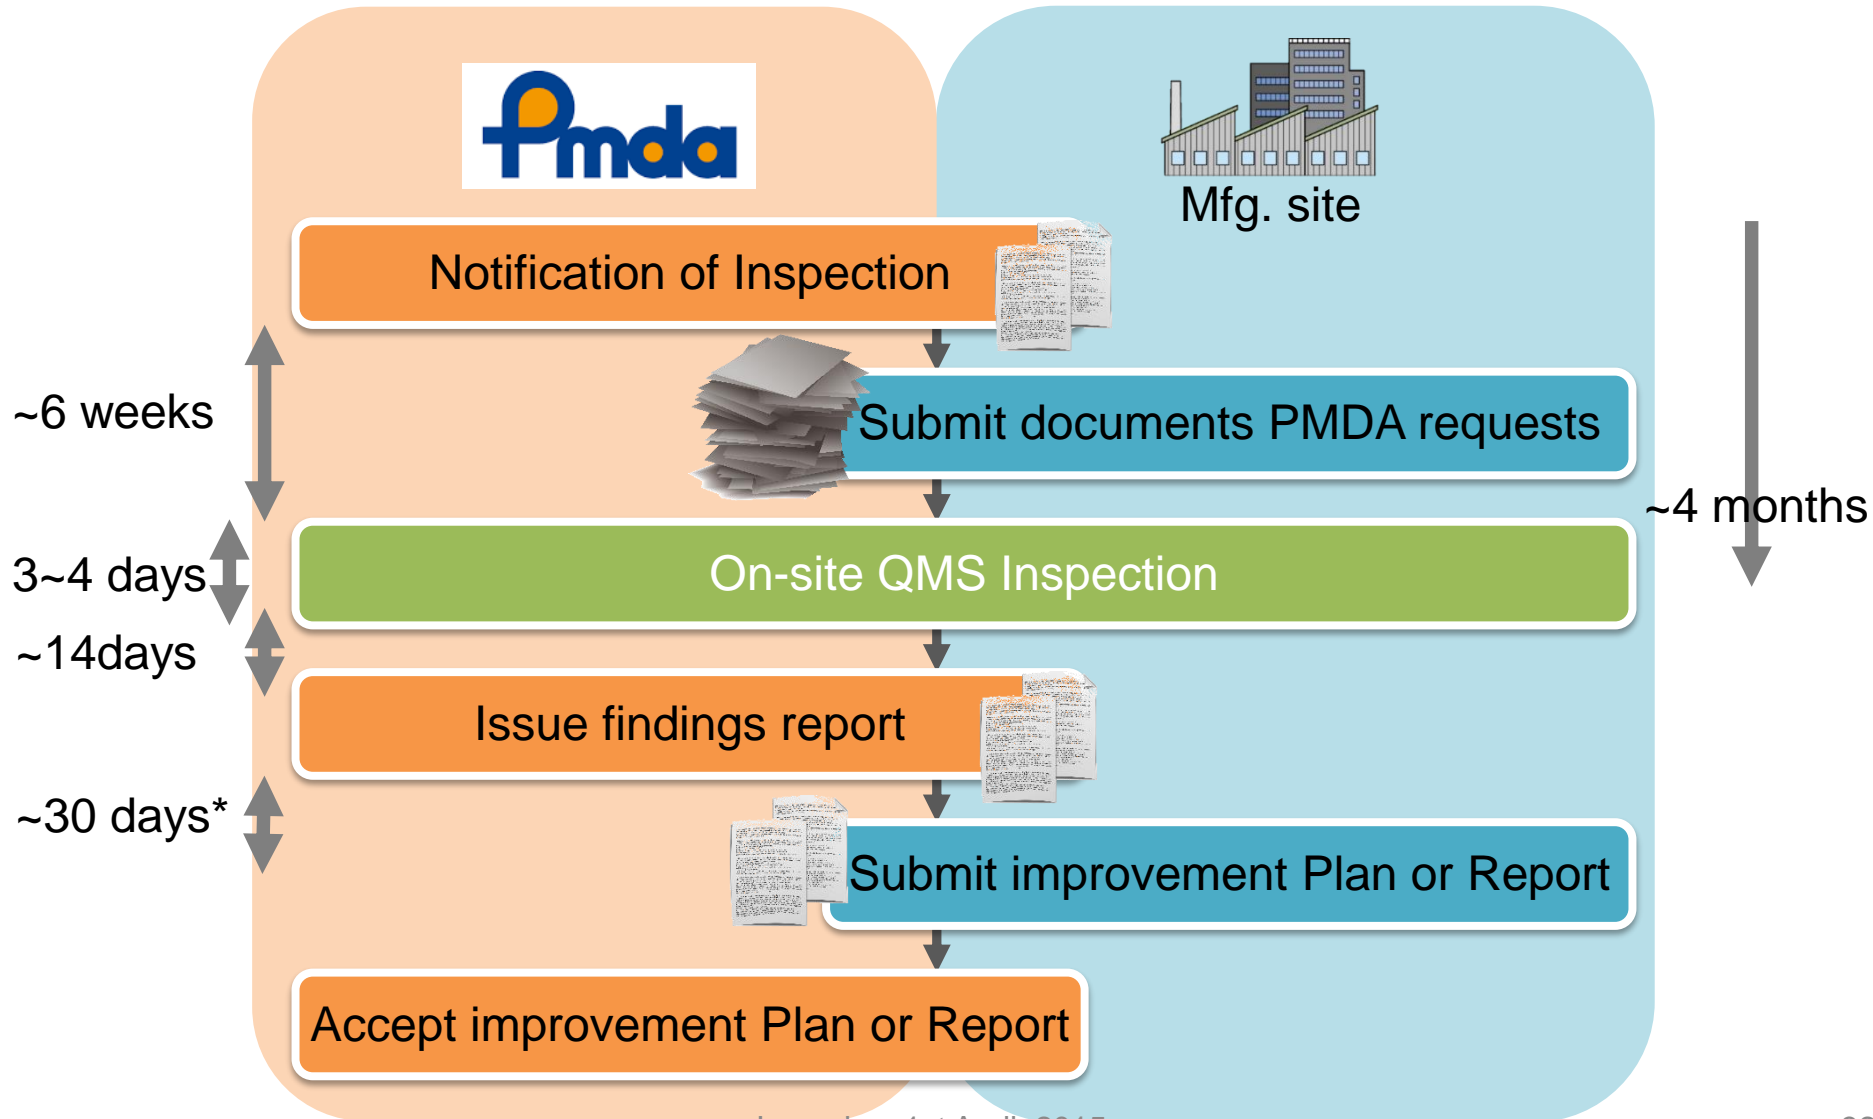 Pmda
Mfg. site
Notification of Inspection
~6 weeks
Submit documents PMDA requests
~4 months
3~4 days
On-site QMS Inspection
~14days
Issue findings report
~30 days*
Submit improvement Plan or Report
Accept improvement Plan or Report